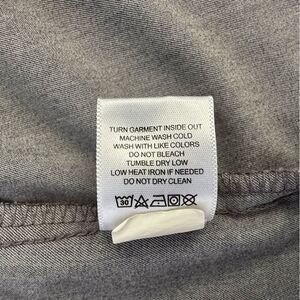 TURN GARMENT INSIDE OUT
MACHINE WASH COLD
WASH WITH LIKE COLORS
DO NOT BLEACH
TUMBLE DRY LOW
LOW HEAT IRON IF NEEDED
DO NOT DRY CLEAN
30